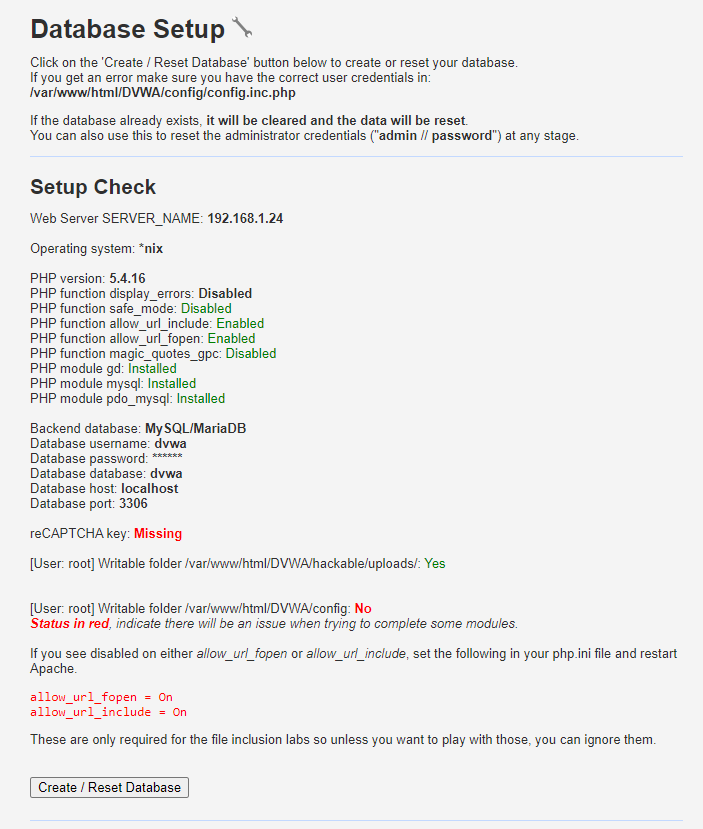 Database Setup
Click on the 'Create / Reset Database' button below to create or reset your database.
If you get an error make sure you have the correct user credentials in:
/var/www/html/DVWA/config/config.inc.php
If the database already exists, it will be cleared and the data will be reset.
You can also use this to reset the administrator credentials ("admin // password") at any stage.
Setup Check
Web Server SERVER_NAME: 192.168.1.24
Operating system: *nix
PHP version: 5.4.16
PHP function display_errors: Disabled
PHP function safe_mode: Disabled
PHP function allow_url_include: Enabled
PHP function allow_url_fopen: Enabled
PHP function magic_quotes_gpc: Disabled
PHP module gd: Installed
PHP module mysql: Installed
PHP module pdo_mysql: Installed
Backend database: MySQL/MariaDB
Database username: dvwa
Database password: ******
Database database: dvwa
Database host: localhost
Database port: 3306
reCAPTCHA key: Missing
[User: root] Writable folder /var/www/html/DVWA/hackable/uploads/: Yes
[User: root] Writable folder /var/www/html/DVWA/config: No
Status in red, indicate there will be an issue when trying to complete some modules.
If you see disabled on either allow_url_fopen or allow_url_include, set the following in your php.ini file and restart
Apache.
allow_url_fopen = On
allow_url_include = On
These are only required for the file inclusion labs so unless you want to play with those, you can ignore them.
Create / Reset Database